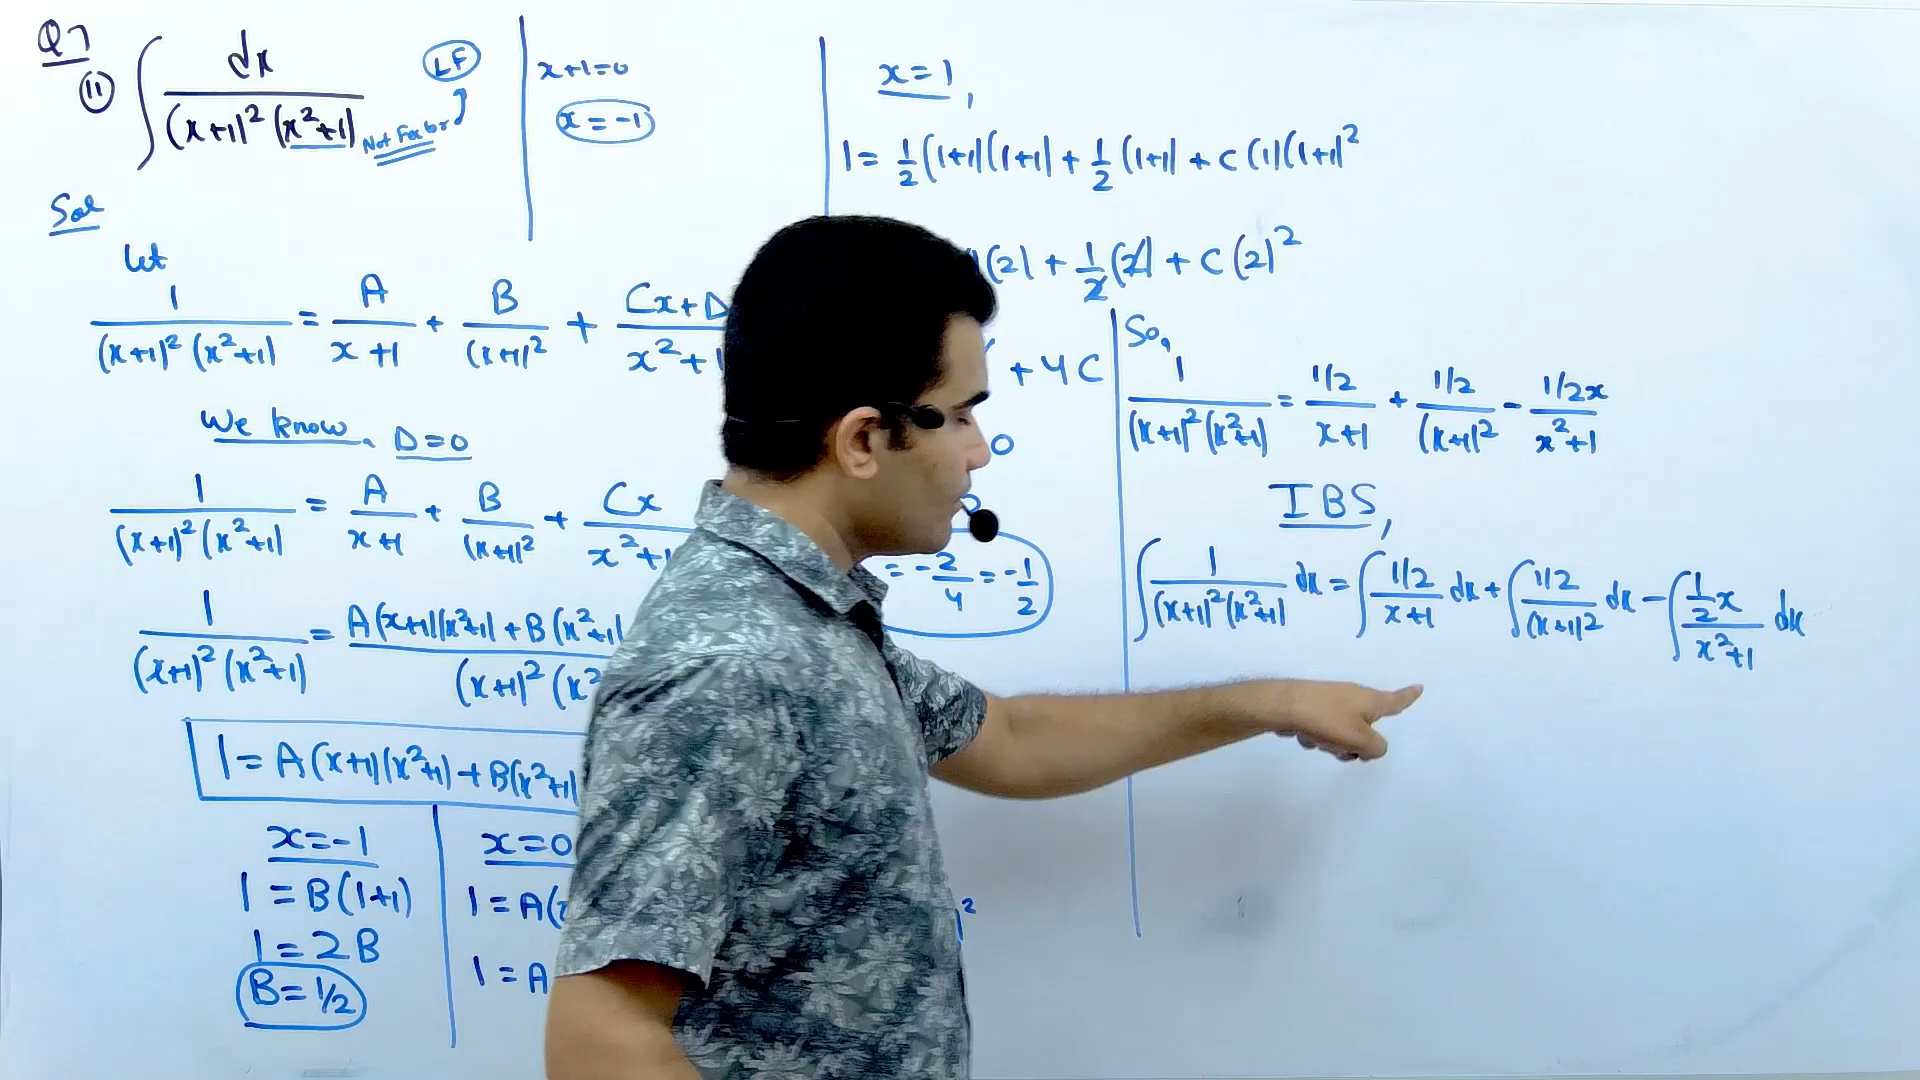 Q7
(11) ∫ dx / (x+1)² (x²+1)
Not Factor
LF
Sol
let
1 / (x+1)² (x²+1) = A / x+1 + B / (x+1)² + Cx+D / x²+1
We know, D=0
1 / (x+1)² (x²+1) = A / x+1 + B / (x+1)² + Cx / x²+1
1 / (x+1)² (x²+1) = A(x+1)(x²+1) + B(x²+1) / (x+1)² (x²
1 = A(x+1)(x²+1) + B(x²+1)
x=-1
1 = B(1+1)
1 = 2B
B = 1/2
x=0
1 = A(
1 = A
2
x+1=0
x=-1
x=1,
1 = 1/2 (1+1)(1+1) + 1/2 (1+1) + C(1)(1+1)²
(2) + 1/2 (2) + C(2)²
+ 4C
0
= -2/4 = -1/2
So,
1 / (x+1)² (x²+1) = 1/2 / x+1 + 1/2 / (x+1)² - 1/2x / x²+1
IBS,
∫ 1 / (x+1)² (x²+1) dx = ∫ 1/2 / x+1 dx + ∫ 1/2 / (x+1)² dx - ∫ 1/2 x / x²+1 dx